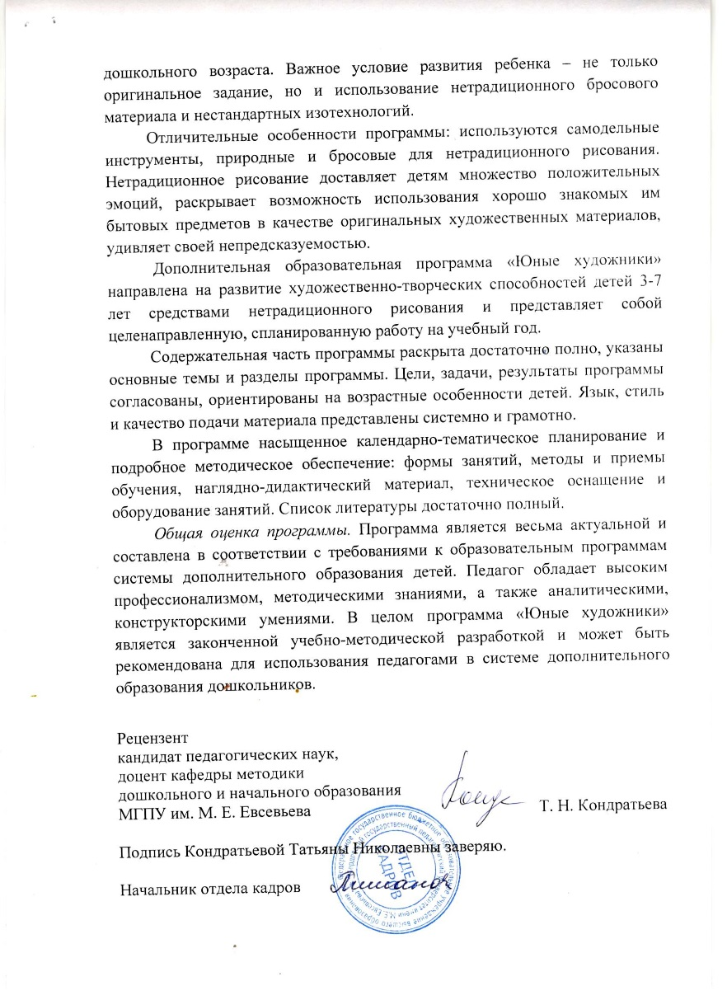 дошкольного возраста. Важное условие развития ребенка – не только
оригинальное задание, но и использование нетрадиционного бросового
материала и нестандартных изотехнологий.
Отличительные особенности программы: используются самодельные
инструменты, природные и бросовые для нетрадиционного рисования.
Нетрадиционное рисование доставляет детям множество положительных
эмоций, раскрывает возможность использования хорошо знакомых им
бытовых предметов в качестве оригинальных художественных материалов,
удивляет своей непредсказуемостью.
Дополнительная образовательная программа «Юные художники»
направлена на развитие художественно-творческих способностей детей 3-7
лет средствами нетрадиционного рисования и представляет собой
целенаправленную, спланированную работу на учебный год.
Содержательная часть программы раскрыта достаточно полно, указаны
основные темы и разделы программы. Цели, задачи, результаты программы
согласованы, ориентированы на возрастные особенности детей. Язык, стиль
и качество подачи материала представлены системно и грамотно.
В программе насыщенное календарно-тематическое планирование и
подробное методическое обеспечение: формы занятий, методы и приемы
обучения, наглядно-дидактический материал, техническое оснащение и
оборудование занятий. Список литературы достаточно полный.
Общая оценка программы. Программа является весьма актуальной и
составлена в соответствии с требованиями к образовательным программам
системы дополнительного образования детей. Педагог обладает высоким
профессионализмом, методическими знаниями, а также аналитическими,
конструкторскими умениями. В целом программа «Юные художники»
является законченной учебно-методической разработкой и может быть
рекомендована для использования педагогами в системе дополнительного
образования дошкольников.
Рецензент
кандидат педагогических наук,
доцент кафедры методики
дошкольного и начального образования
МГПУ им. М. Е. Евсевьева
Т. Н. Кондратьева
Подпись Кондратьевой Татьяны Николаевны заверяю.
Начальник отдела кадров
ОТДЕЛ
КАДРОВ